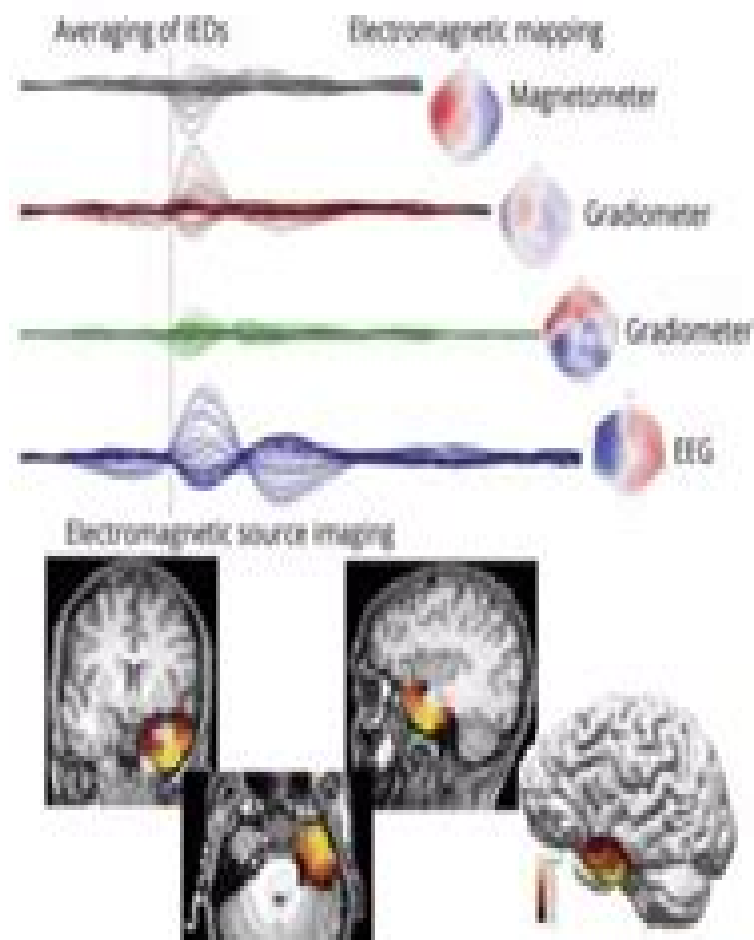 Averaging of IEDs
Electromagnetic mapping
Magnetometer
Gradiometer
Gradiometer
EEG
Electromagnetic source imaging